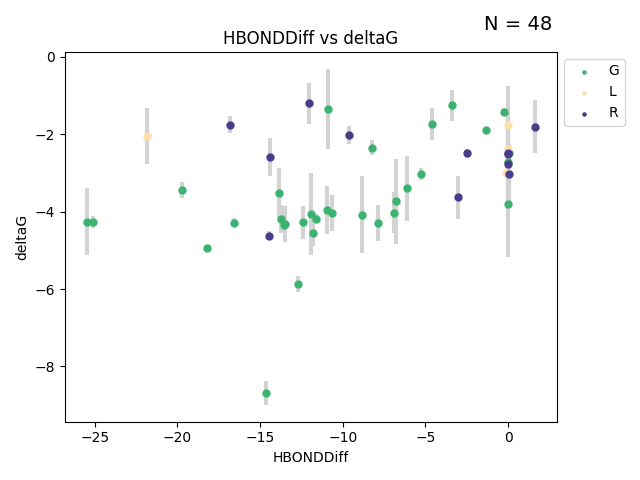 N = 48
HBONDDiff vs deltaG
G
L
R
0
−2
−4
−6
−8
deltaG
−25 −20 −15 −10 −5 0
HBONDDiff